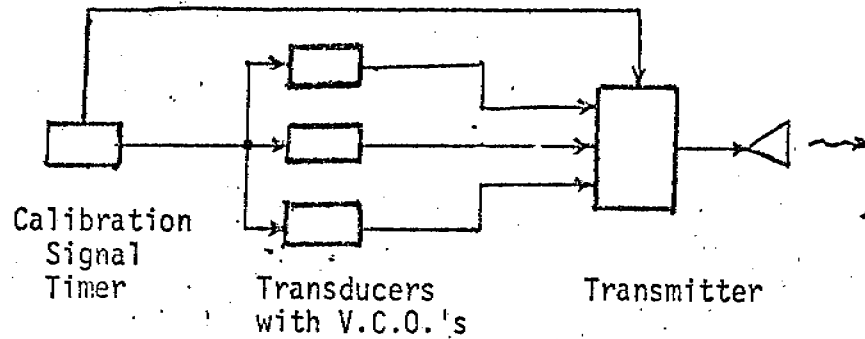 Calibration
Signal
Timer
Transducers
with V.C.O.'s
Transmitter